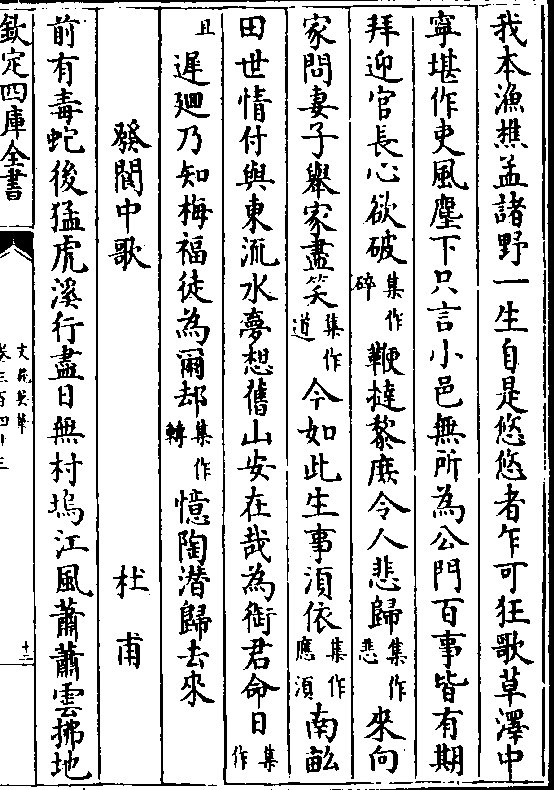 我本漁樵孟諸野一生自是悠悠者乍可狂歌草澤中
寧堪作吏風塵下只言小邑無所為公門百事皆有期
拜迎官長心欲破集作碎鞭撻黎庶令人悲歸集作悲來向
家問妻子舉家盡笑集作道今如此生事須依集作應須南畝
田世情付與東流水夢想舊山安在哉為銜君命日集作
且遲廻乃知梅福徒為爾却集作轉憶陶潛歸去來
發閬中歌 杜甫
前有毒蛇後猛虎溪行盡日無村塢江風蕭蕭雲拂地
欽定四庫全書
文苑英華
卷三百四十三
十二